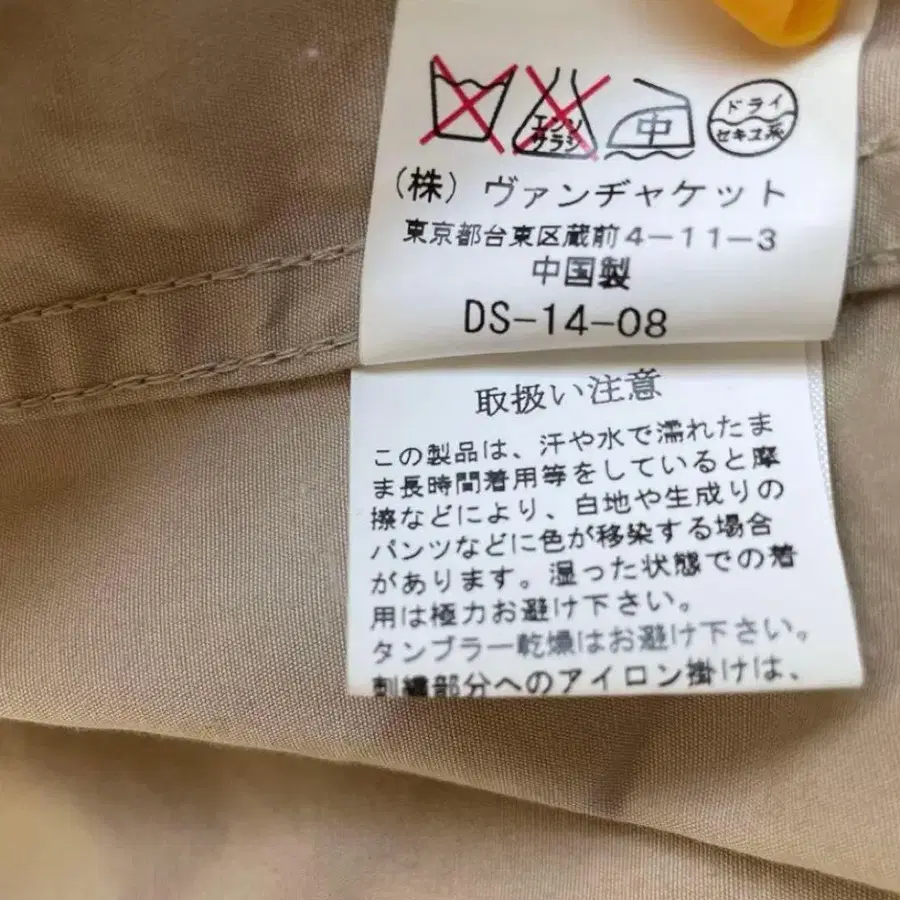 エンソ
サラシ
中
ドライ
セキユ系
（株）ヴァンヂャケット
東京都台東区蔵前4－11－3
中国製
DS-14-08
取扱い注意
この製品は、汗や水で濡れたま
ま長時間着用等をしていると摩
擦などにより、白地や生成りの
パンツなどに色が移染する場合
があります。湿った状態での着
用は極力お避け下さい。
タンブラー乾燥はお避け下さい。
刺繍部分へのアイロン掛けは、